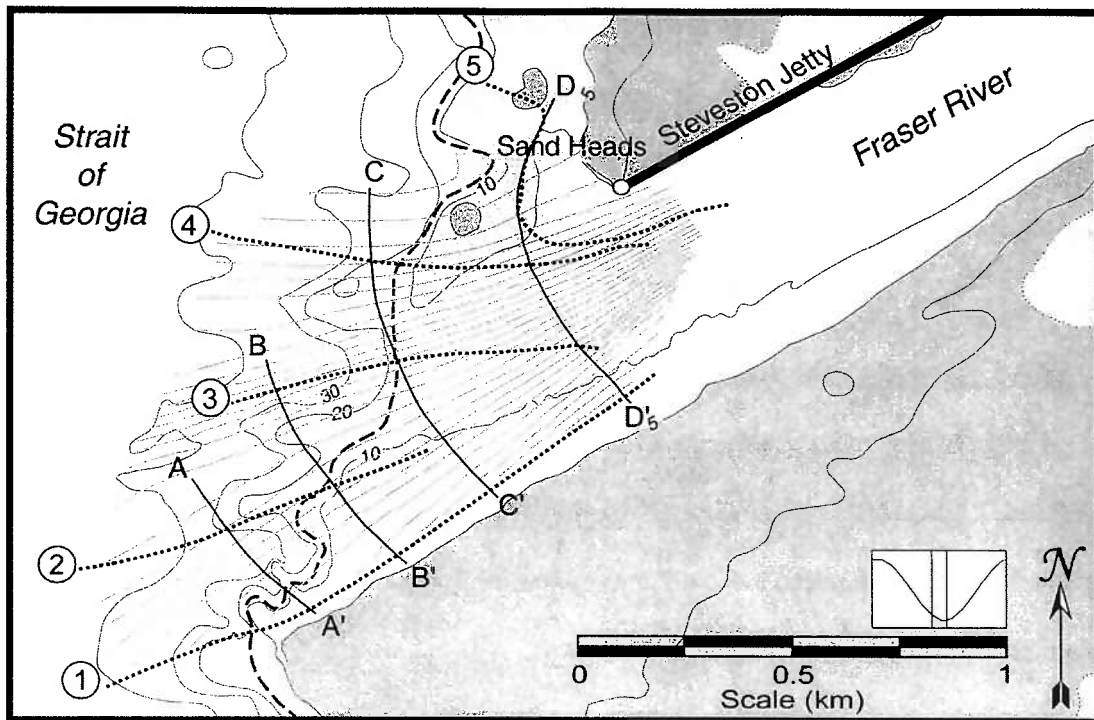 5
D
5
Steveston Jetty
Fraser River
Sand Heads
Strait
of
Georgia
C
10
4
B
3
30
20
10
D'
5
A
C'
2
B'
A'
1
N
0
0.5
1
Scale (km)